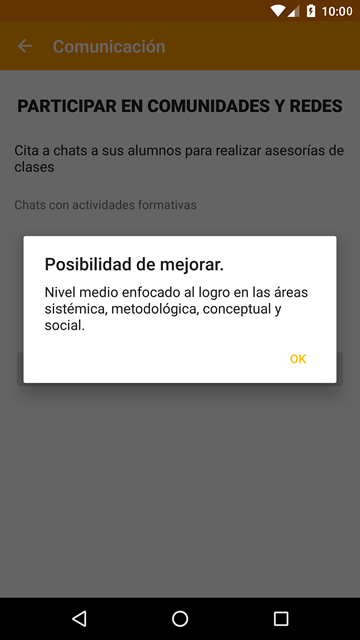 10:00
Comunicación
PARTICIPAR EN COMUNIDADES Y REDES
Cita a chats a sus alumnos para realizar asesorías de
clases
Chats con actividades formativas
Posibilidad de mejorar.
Nivel medio enfocado al logro en las áreas
sistémica, metodológica, conceptual y
social.
OK